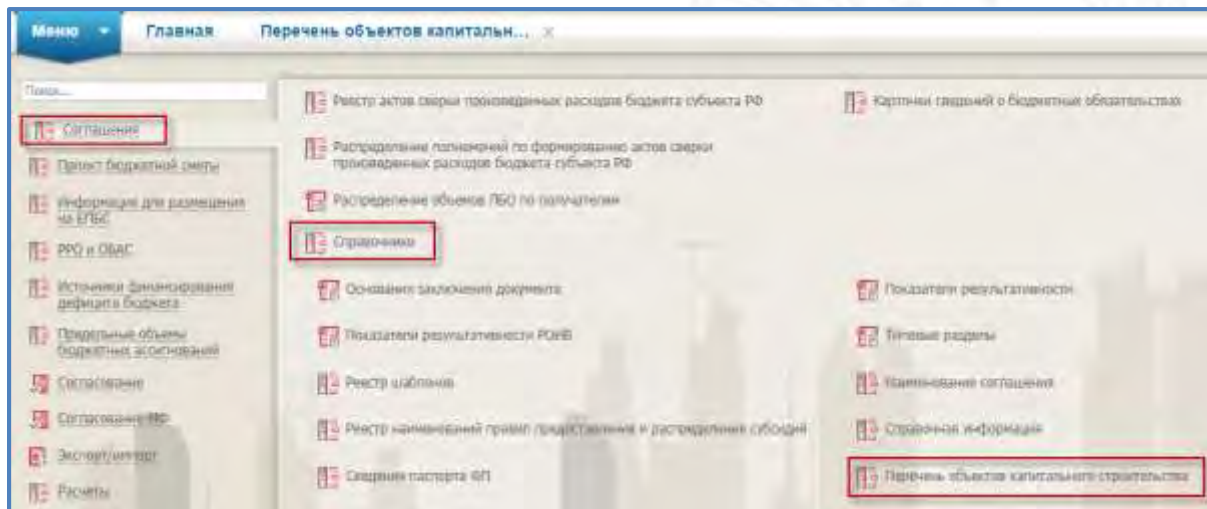 Меню
Главная
Перечень объектов капитальн... ×
Поиск...
Соглашения
Проект бюджетной сметы
Информация для размещения
на ЕПБС
РРО и ОБАС
Источники финансирования
дефицита бюджета
Предельные объемы
бюджетных ассигнований
Согласование
Согласование МФ
Экспорт/импорт
Расчеты
Реестр актов сверки произведенных расходов бюджета субъекта РФ
Карточки сведений о бюджетных обязательствах
Распределение полномочий по формированию актов сверки
произведенных расходов бюджета субъекта РФ
Распределение объемов ЛБО по получателям
Справочники
Основания заключения документа
Показатели результативности
Показатели результативности РОИВ
Типовые разделы
Реестр шаблонов
Наименование соглашения
Реестр наименований правил предоставления и распределения субсидий
Справочная информация
Сведения паспорта ФП
Перечень объектов капитального строительства